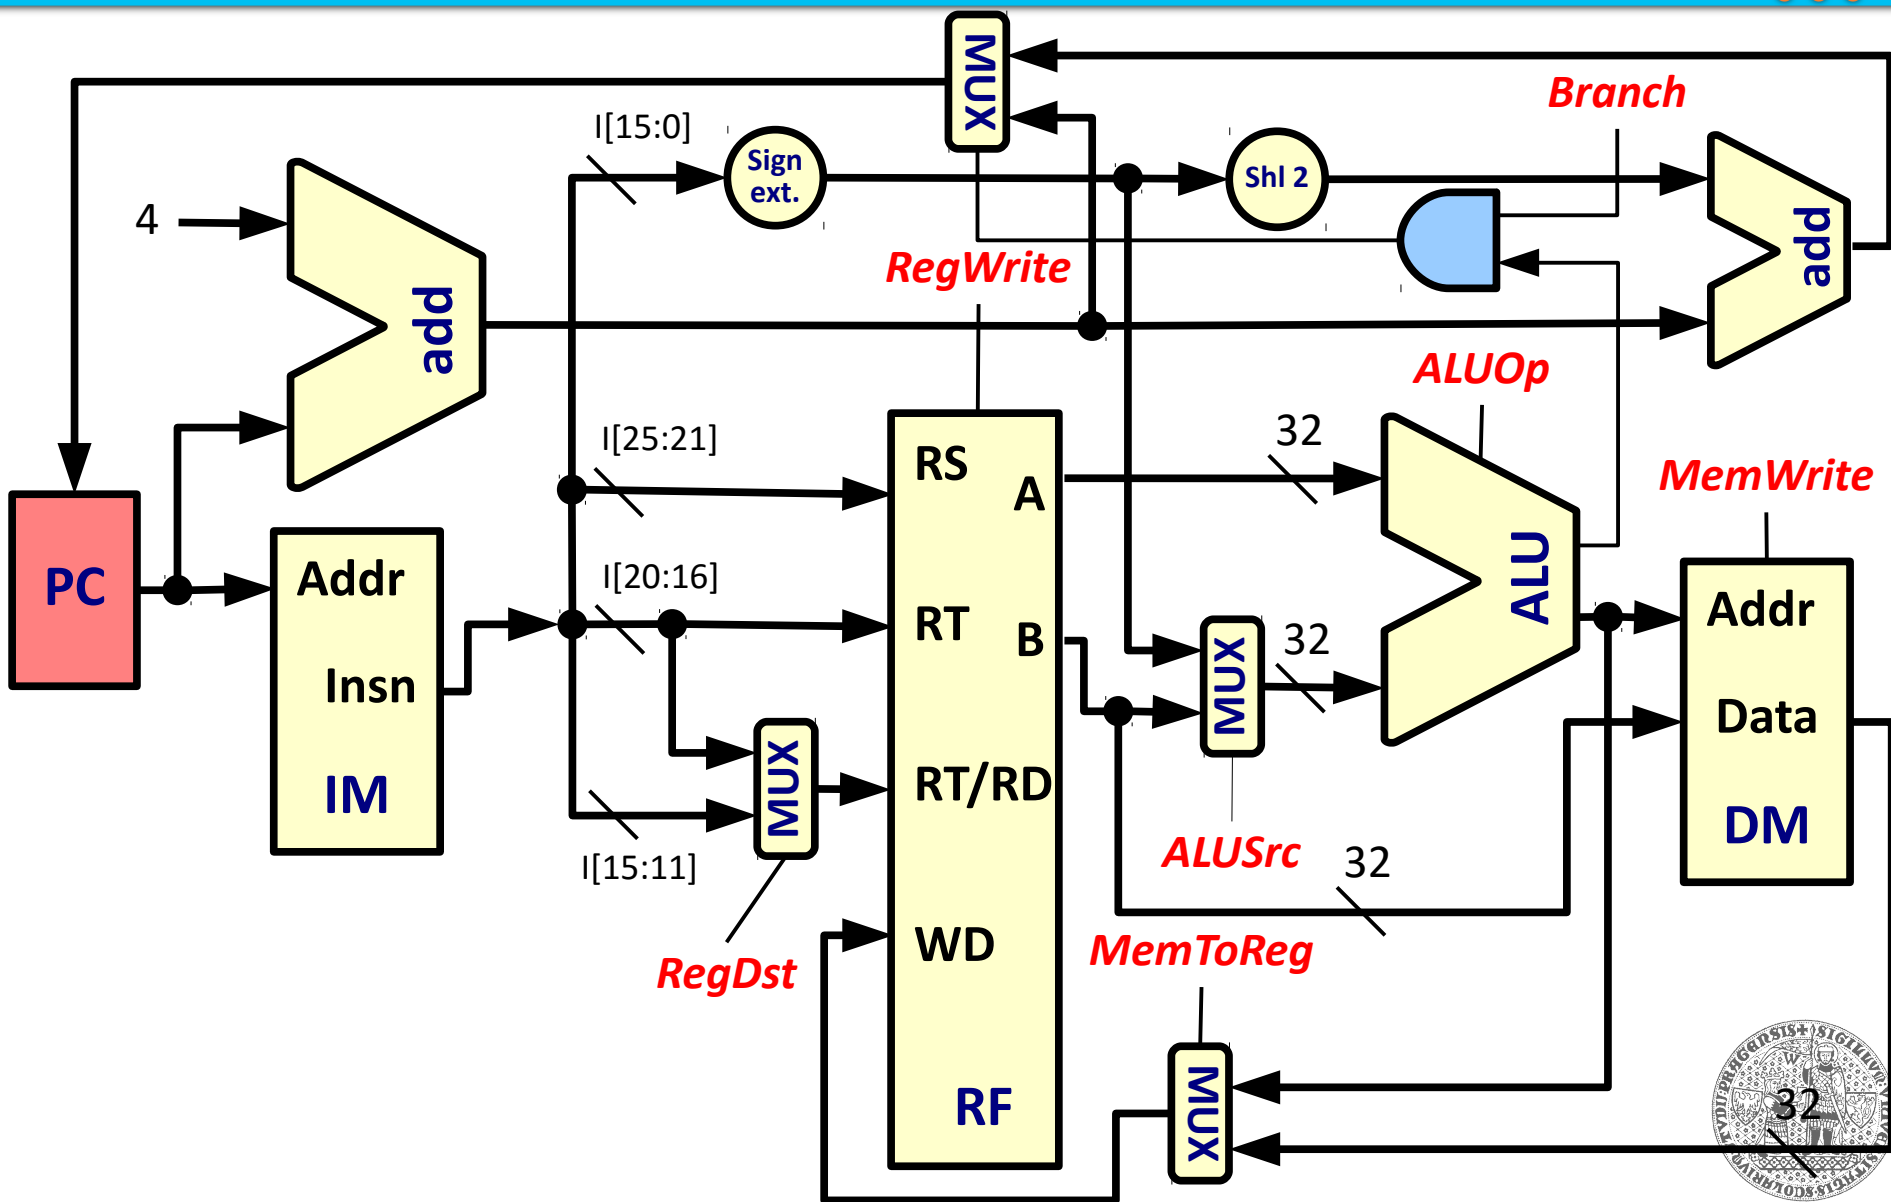 MUX
Branch
I[15:0]
Sign
ext.
Shl 2
4
add
add
RegWrite
ALUOp
I[25:21]
32
RS
A
MemWrite
PC
Addr
Insn
IM
I[20:16]
RT
B
MUX
32
ALU
Addr
Data
DM
MUX
RT/RD
I[15:11]
ALUSrc
32
RegDst
WD
MemToReg
RF
MUX
32